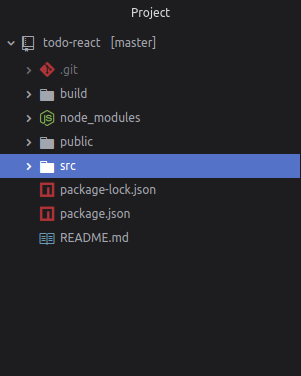 Project
todo-react [master]
.git
build
node_modules
public
src
package-lock.json
package.json
README.md